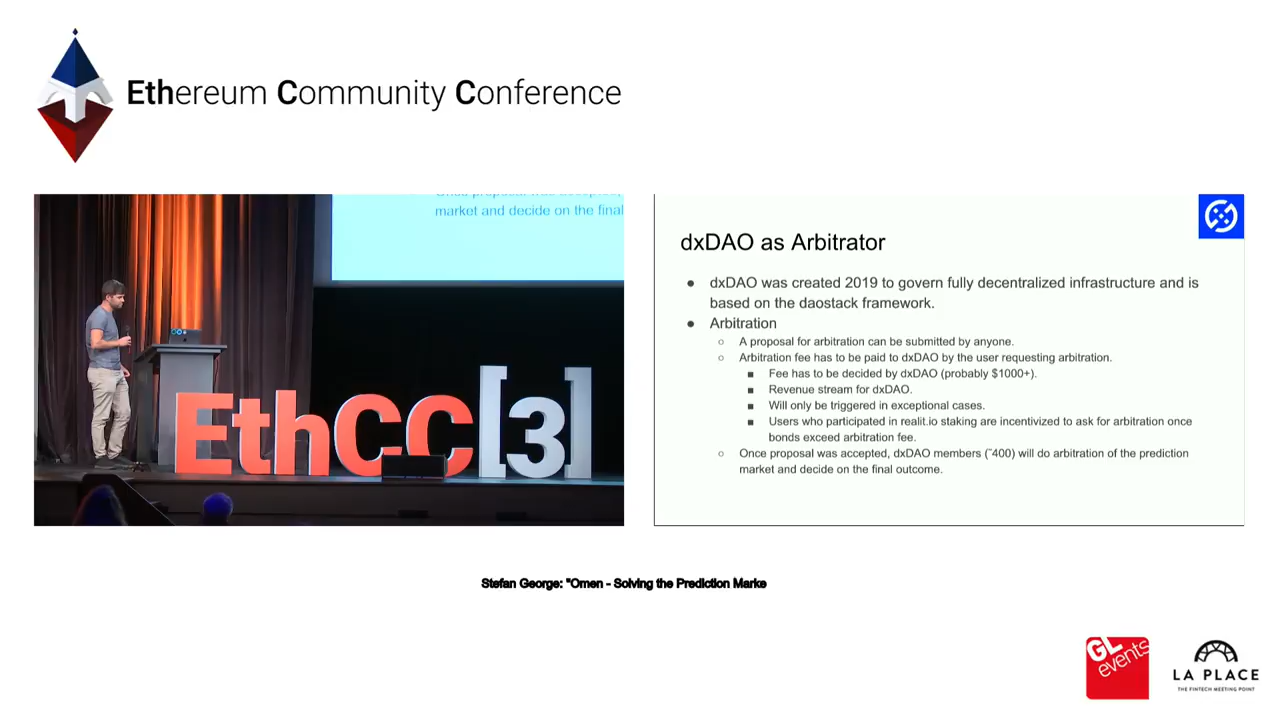 Ethereum Community Conference
market and decide on the final
EthCC[3]
dxDAO as Arbitrator
● dxDAO was created 2019 to govern fully decentralized infrastructure and is
based on the daostack framework.
● Arbitration
○ A proposal for arbitration can be submitted by anyone.
○ Arbitration fee has to be paid to dxDAO by the user requesting arbitration.
■ Fee has to be decided by dxDAO (probably $1000+).
■ Revenue stream for dxDAO.
■ Will only be triggered in exceptional cases.
■ Users who participated in realit.io staking are incentivized to ask for arbitration once
bonds exceed arbitration fee.
○ Once proposal was accepted, dxDAO members (˜400) will do arbitration of the prediction
market and decide on the final outcome.
Stefan George: "Omen - Solving the Prediction Marke
GL
events
LA PLACE
THE FINTECH MEETING POINT